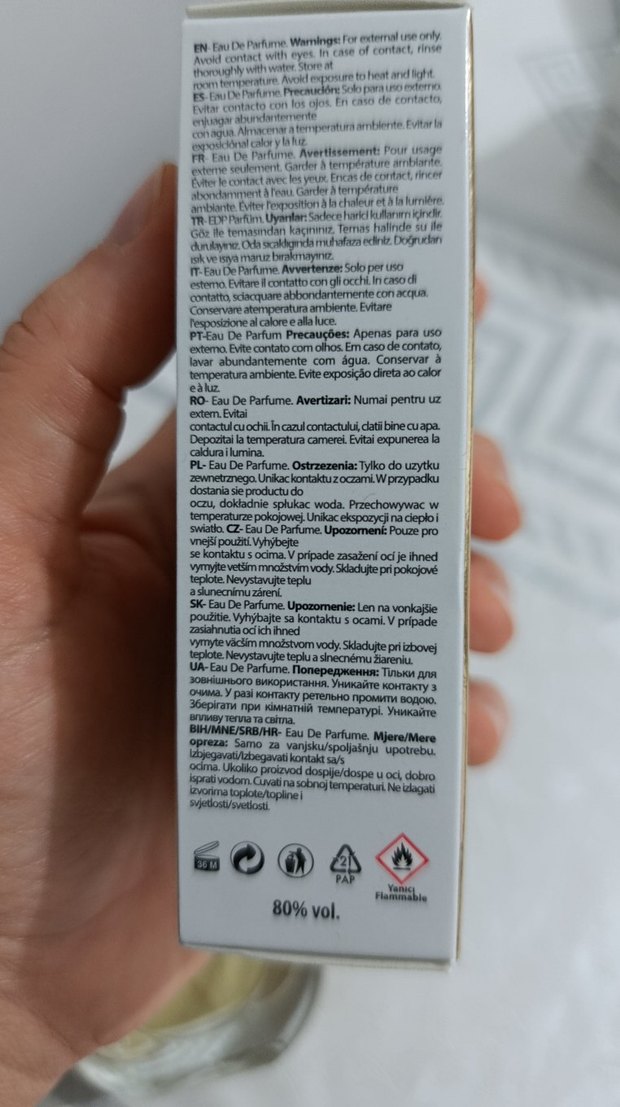 EN- Eau De Parfume. Warnings: For external use only.
Avoid contact with eyes. In case of contact, rinse
thoroughly with water. Store at
room temperature. Avoid exposure to heat and light.
ES- Eau De Parfume. Precaución: Solo para uso externo.
Evitar contacto con los ojos. En caso de contacto,
enjuagar abundantemente
con agua. Almacenar a temperatura ambiente. Evitar la
exposiciónal calor y la luz.
FR- Eau De Parfume. Avertissement: Pour usage
externe seulement. Garder à température ambiante.
Éviter le contact avec les yeux. Encas de contact, rincer
abondamment à l'eau. Garder à température
ambiante. Éviter l'exposition à la chaleur et à la lumière.
TR- EDP Parfüm. Uyarılar: Sadece harici kullanım içindir.
Göz ile temasından kaçınınız. Temas halinde su ile
durulayınız. Oda sıcaklığında muhafaza ediniz. Doğrudan
ışık ve ısıya maruz bırakmayınız.
IT- Eau De Parfume. Avvertenze: Solo per uso
esterno. Evitare il contatto con gli occhi. In caso di
contatto, sciacquare abbondantemente con acqua.
Conservare atemperatura ambiente. Evitare
l'esposizione al calore e alla luce.
PT-Eau De Parfum Precauções: Apenas para uso
externo. Evite contato com olhos. Em caso de contato,
lavar abundantemente com água. Conservar à
temperatura ambiente. Evite exposição direta ao calor
e à luz.
RO- Eau De Parfume. Avertizari: Numai pentru uz
extern. Evitai
contactul cu ochii. În cazul contactului, clatii bine cu apa.
Depozitai la temperatura camerei. Evitai expunerea la
caldura i lumina.
PL- Eau De Parfume. Ostrzezenia: Tylko do uzytku
zewnetrznego. Unikac kontaktu z oczami. W przypadku
dostania sie productu do
oczu, dokładnie spłukac woda. Przechowywac w
temperaturze pokojowej. Unikac ekspozycji na ciepło i
swiatło. CZ- Eau De Parfume. Upozornení: Pouze pro
vnejší použití. Vyhýbejte
se kontaktu s ocima. V prípade zasažení ocí je ihned
vymyjte vetším množstvím vody. Skladujte pri pokojové
teplote. Nevystavujte teplu
a slunecnímu zárení.
SK- Eau De Parfume. Upozornenie: Len na vonkajšie
použitie. Vyhýbajte sa kontaktu s ocami. V prípade
zasiahnutia ocí ich ihned
vymyte väcším množstvom vody. Skladujte pri izbovej
teplote. Nevystavujte teplu a slnecnému žiareniu.
UA- Eau De Parfume. Попередження: Тільки для
зовнішнього використання. Уникайте контакту з
очима. У разі контакту ретельно промити водою.
Зберігати при кімнатній температурі. Уникайте
впливу тепла та світла.
BIH/MNE/SRB/HR- Eau De Parfume. Mjere/Mere
opreza: Samo za vanjsku/spoljašnju upotrebu.
Izbjegavati/Izbegavati kontakt sa/s
ocima. Ukoliko proizvod dospije/dospe u oci, dobro
isprati vodom. Cuvati na sobnoj temperaturi. Ne izlagati
izvorima toplote/topline i
svjetlosti/svetlosti.
36 M
21
PAP
Yanıcı
Flammable
80% vol.